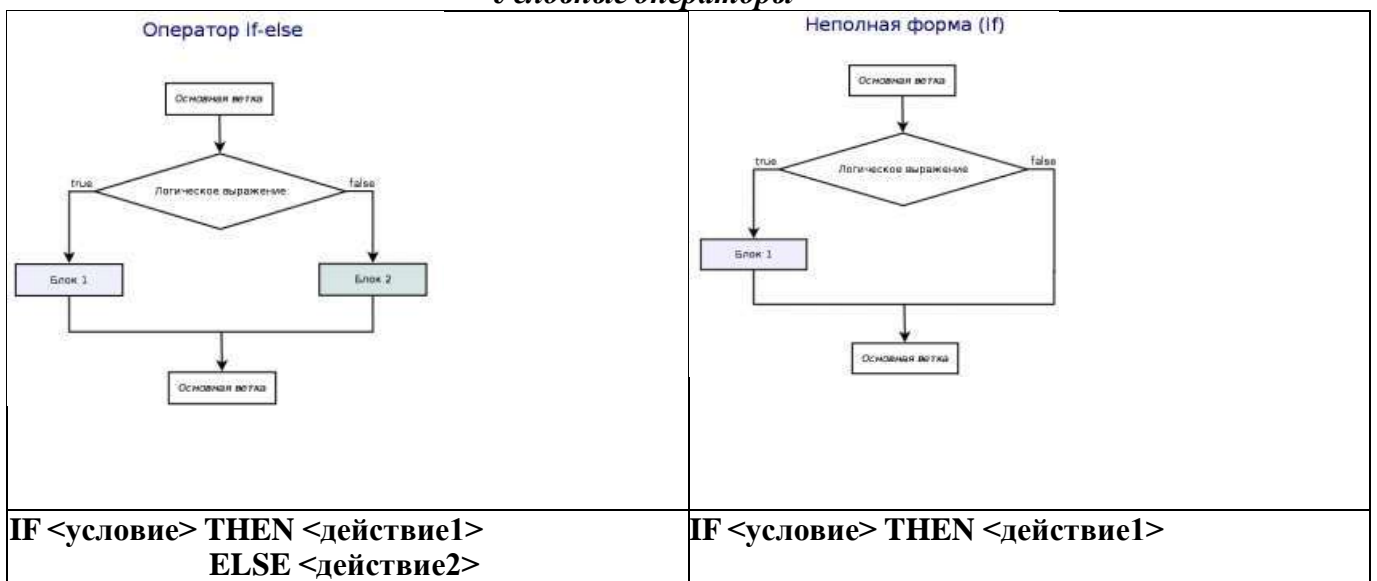 Условные операторы
Оператор if-else
Основная ветка
true
Логическое выражение
false
Блок 1
Блок 2
Основная ветка
IF <условие> THEN <действие1>
ELSE <действие2>
Неполная форма (if)
Основная ветка
true
Логическое выражение
false
Блок 1
Основная ветка
IF <условие> THEN <действие1>